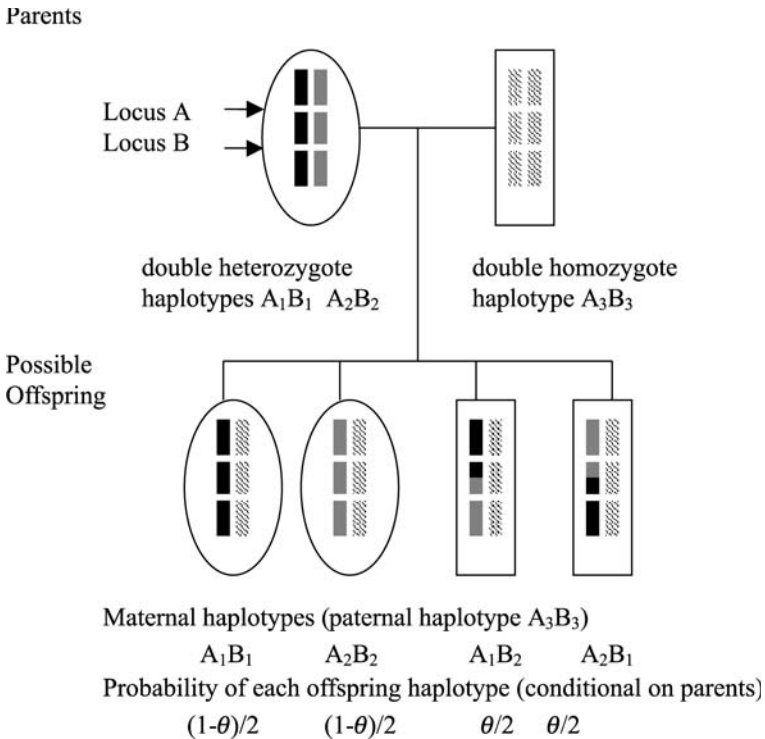 Parents
Locus A
Locus B
double heterozygote
haplotypes A₁B₁ A₂B₂
double homozygote
haplotype A₃B₃
Possible
Offspring
Maternal haplotypes (paternal haplotype A₃B₃)
A₁B₁ A₂B₂ A₁B₂ A₂B₁
Probability of each offspring haplotype (conditional on parents)
(1-θ)/2 (1-θ)/2 θ/2 θ/2